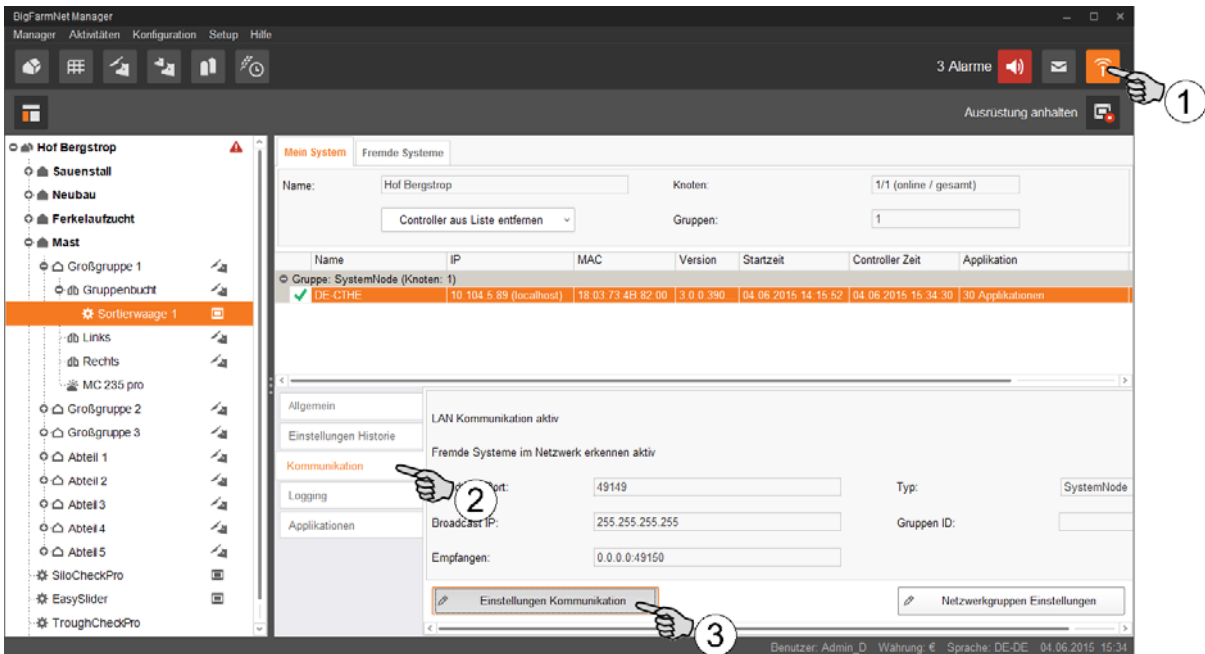 BigFarmNet Manager
Manager Aktivitäten Konfiguration Setup Hilfe
3 Alarme
1
Ausrüstung anhalten
Hof Bergstrop
Sauenstall
Neubau
Ferkelaufzucht
Mast
Großgruppe 1
Gruppenbucht
Sortierwaage 1
Links
Rechts
MC 235 pro
Großgruppe 2
Großgruppe 3
Abteil 1
Abteil 2
Abteil 3
Abteil 4
Abteil 5
SiloCheckPro
EasySlider
TroughCheckPro
Mein System Fremde Systeme
Name: Hof Bergstrop Knoten: 1/1 (online / gesamt)
Controller aus Liste entfernen Gruppen: 1
Name IP MAC Version Startzeit Controller Zeit Applikation
Gruppe: SystemNode (Knoten: 1)
DE-CTHE 10.104.5.89 (localhost) 18:03:73:4B:82:00 3.0.0.390 04.06.2015 14:15:52 04.06.2015 15:34:30 30 Applikationen
Allgemein
Einstellungen Historie
Kommunikation
Logging
Applikationen
2
LAN Kommunikation aktiv
Fremde Systeme im Netzwerk erkennen aktiv
Port: 49149 Typ: SystemNode
Broadcast IP: 255.255.255.255 Gruppen ID:
Empfangen: 0.0.0.0:49150
Einstellungen Kommunikation Netzwerkgruppen Einstellungen
3
Benutzer: Admin_D Währung: € Sprache: DE-DE 04.06.2015 15:34